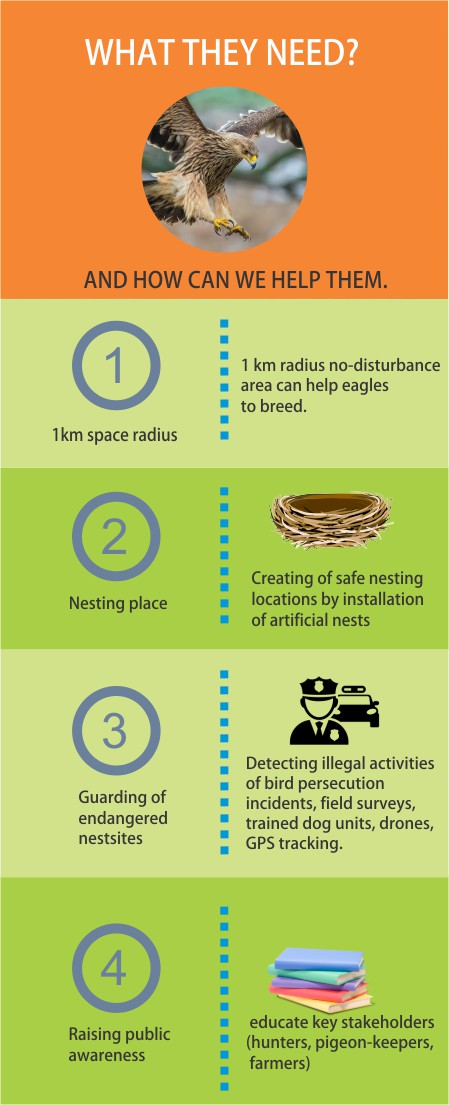 WHAT THEY NEED?
AND HOW CAN WE HELP THEM.
1
1km space radius
1 km radius no-disturbance
area can help eagles
to breed.
2
Nesting place
Creating of safe nesting
locations by installation
of artificial nests
3
Guarding of
endangered
nestsites
Detecting illegal activities
of bird persecution
incidents, field surveys,
trained dog units, drones,
GPS tracking.
4
Raising public
awareness
educate key stakeholders
(hunters, pigeon-keepers,
farmers)